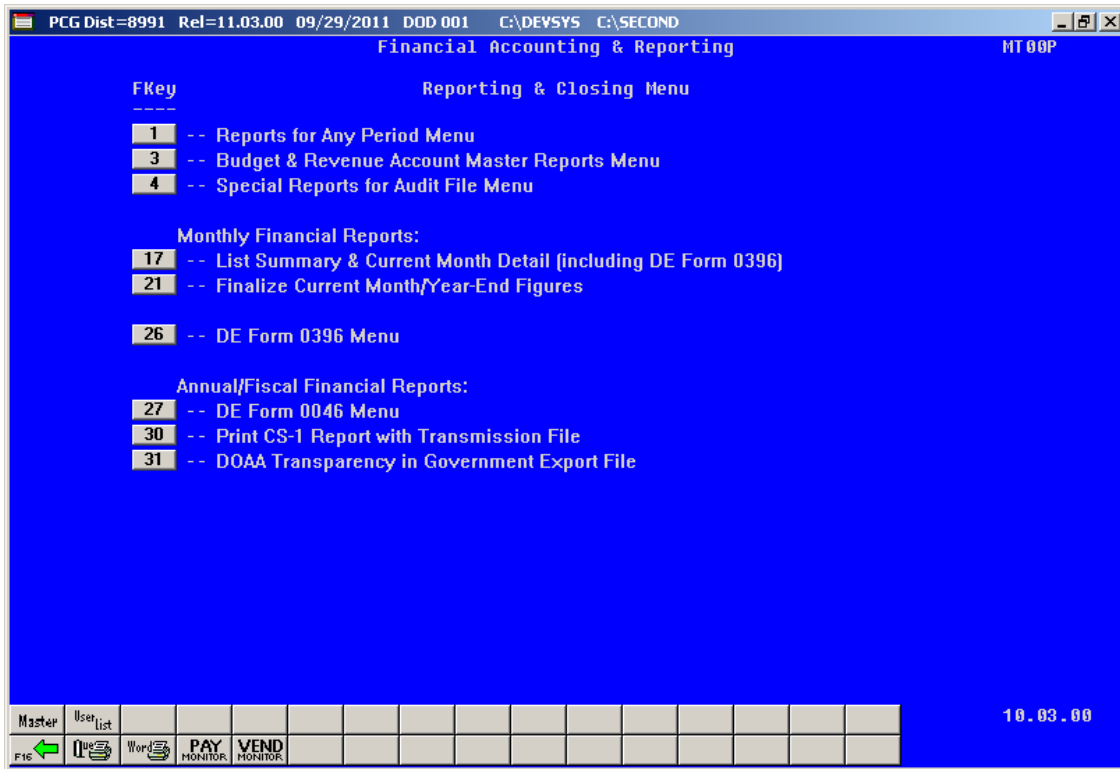 PCG Dist=8991 Rel=11.03.00 09/29/2011 DOD 001 C:\DEVSYS C:\SECOND
Financial Accounting & Reporting MT00P
FKey Reporting & Closing Menu
----
1 -- Reports for Any Period Menu
3 -- Budget & Revenue Account Master Reports Menu
4 -- Special Reports for Audit File Menu
Monthly Financial Reports:
17 -- List Summary & Current Month Detail (including DE Form 0396)
21 -- Finalize Current Month/Year-End Figures
26 -- DE Form 0396 Menu
Annual/Fiscal Financial Reports:
27 -- DE Form 0046 Menu
30 -- Print CS-1 Report with Transmission File
31 -- DOAA Transparency in Government Export File
Master User List 10.03.00
F16 Que Word PAY MONITOR VEND MONITOR